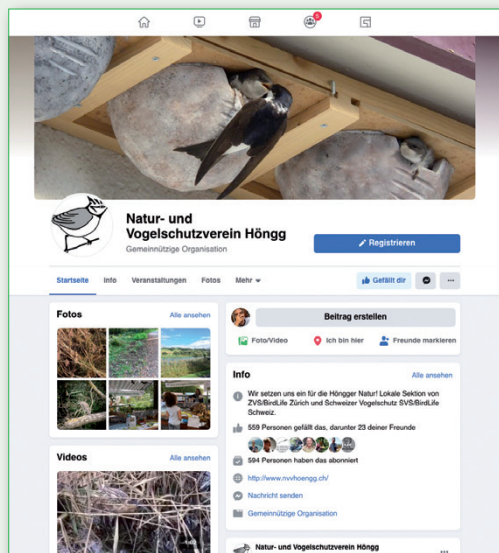 6
Natur- und
Vogelschutzverein Höngg
Gemeinnützige Organisation
Registrieren
Startseite Info Veranstaltungen Fotos Mehr
Gefällt dir
Fotos Alle ansehen
Videos Alle ansehen
Beitrag erstellen
Foto/Video Ich bin hier Freunde markieren
Info Alle ansehen
Wir setzen uns ein für die Höngger Natur! Lokale Sektion von
ZVS/BirdLife Zürich und Schweizer Vogelschutz SVS/BirdLife
Schweiz.
559 Personen gefällt das, darunter 23 deiner Freunde
594 Personen haben das abonniert
http://www.nvvhoengg.ch/
Nachricht senden
Gemeinnützige Organisation
Natur- und Vogelschutzverein Höngg